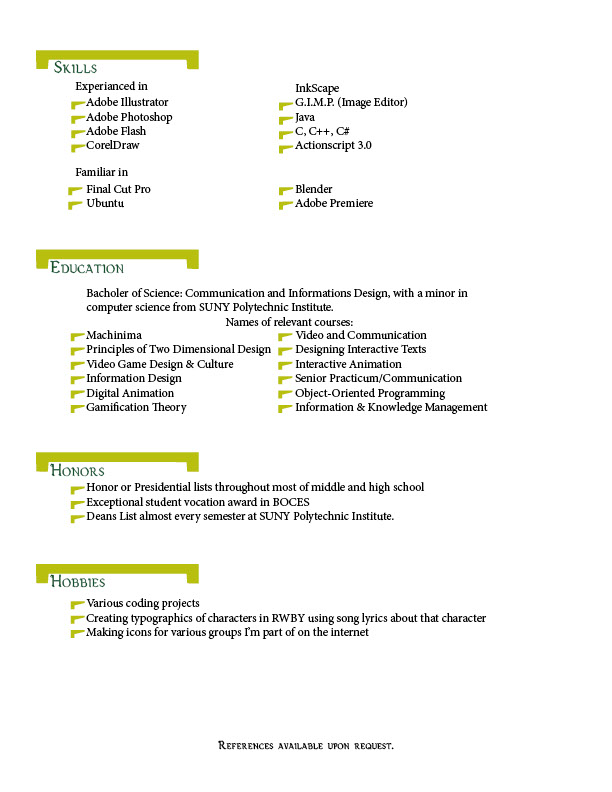 Skills
Experianced in
Adobe Illustrator
Adobe Photoshop
Adobe Flash
CorelDraw
InkScape
G.I.M.P. (Image Editor)
Java
C, C++, C#
Actionscript 3.0
Familiar in
Final Cut Pro
Ubuntu
Blender
Adobe Premiere
Education
Bacholer of Science: Communication and Informations Design, with a minor in
computer science from SUNY Polytechnic Institute.
Names of relevant courses:
Machinima
Principles of Two Dimensional Design
Video Game Design & Culture
Information Design
Digital Animation
Gamification Theory
Video and Communication
Designing Interactive Texts
Interactive Animation
Senior Practicum/Communication
Object-Oriented Programming
Information & Knowledge Management
Honors
Honor or Presidential lists throughout most of middle and high school
Exceptional student vocation award in BOCES
Deans List almost every semester at SUNY Polytechnic Institute.
Hobbies
Various coding projects
Creating typographics of characters in RWBY using song lyrics about that character
Making icons for various groups I'm part of on the internet
References available upon request.